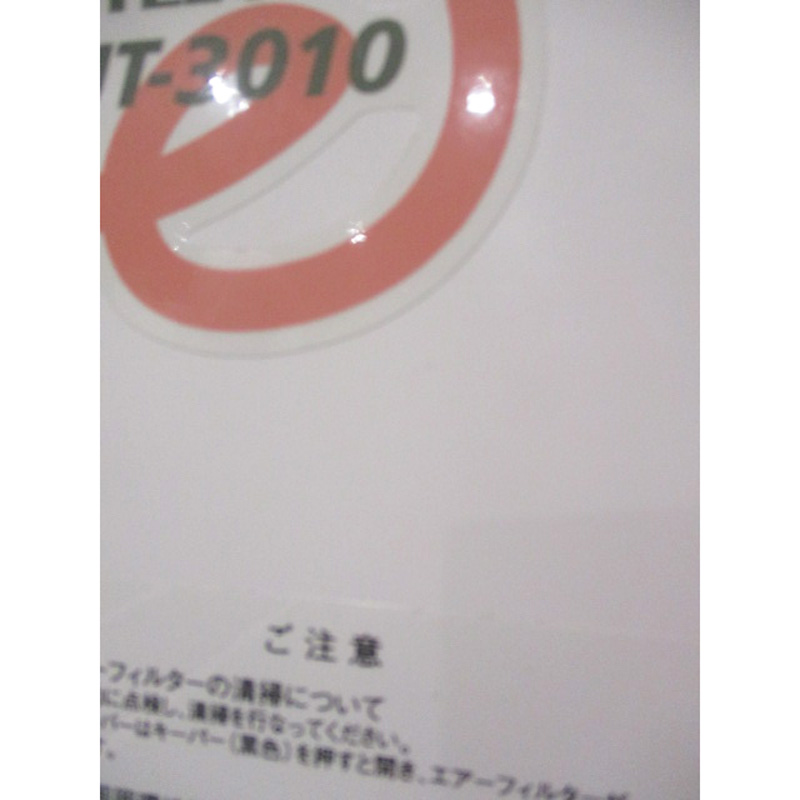 T-3010
ご注意
ーフィルターの清掃について
に点検し、清掃を行なってください。
バーはキーパー（黒色）を押すと開き、エアーフィルターが